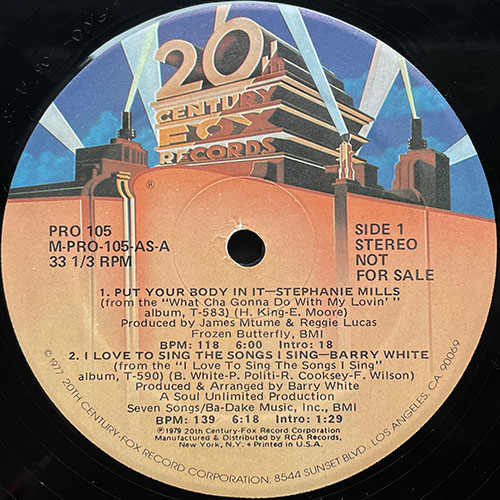 20th
CENTURY
FOX
RECORDS
®
PRO 105
M-PRO-105-AS-A
33 1/3 RPM
SIDE 1
STEREO
NOT
FOR SALE
1. PUT YOUR BODY IN IT—STEPHANIE MILLS
(from the "What Cha Gonna Do With My Lovin' "
album, T-583) (H. King-E. Moore)
Produced by James Mtume & Reggie Lucas
Frozen Butterfly, BMI
BPM: 118 6:00 Intro: 18
2. I LOVE TO SING THE SONGS I SING—BARRY WHITE
(from the "I Love To Sing The Songs I Sing"
album, T-590) (B. White-P. Politi-R. Cooksey-F. Wilson)
Produced & Arranged by Barry White
A Soul Unlimited Production
Seven Songs/Ba-Dake Music, Inc., BMI
BPM: 139 6:18 Intro: 1:29
℗1979 20th Century-Fox Record Corporation
Manufactured & Distributed by RCA Records,
New York, N.Y. • Printed in U.S.A.
©1977 20TH CENTURY-FOX RECORD CORPORATION, 8544 SUNSET BLVD., LOS ANGELES, CA 90069